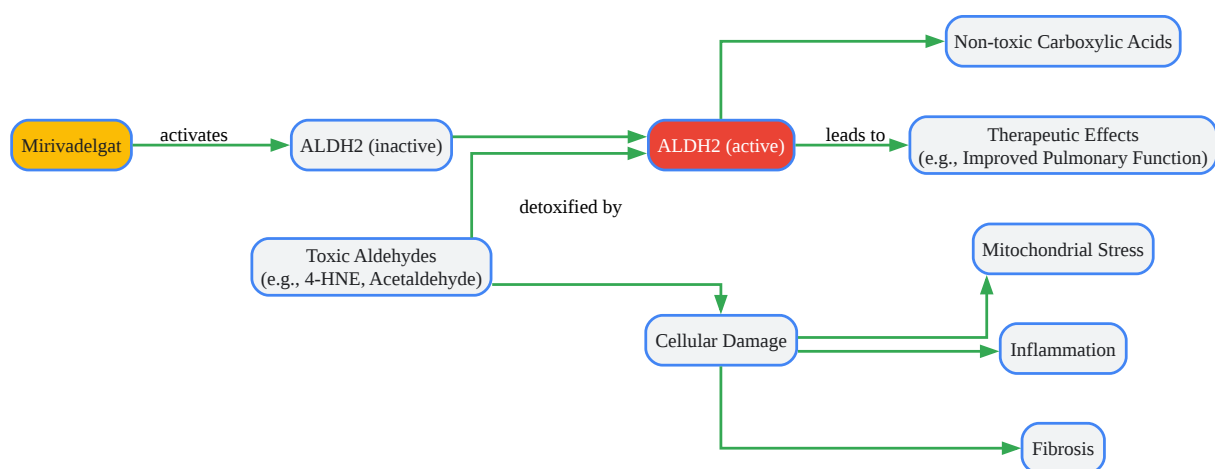 Non-toxic Carboxylic Acids
Mirivadelgat
activates
ALDH2 (inactive)
ALDH2 (active)
leads to
Therapeutic Effects
(e.g., Improved Pulmonary Function)
detoxified by
Toxic Aldehydes
(e.g., 4-HNE, Acetaldehyde)
Mitochondrial Stress
Cellular Damage
Inflammation
Fibrosis